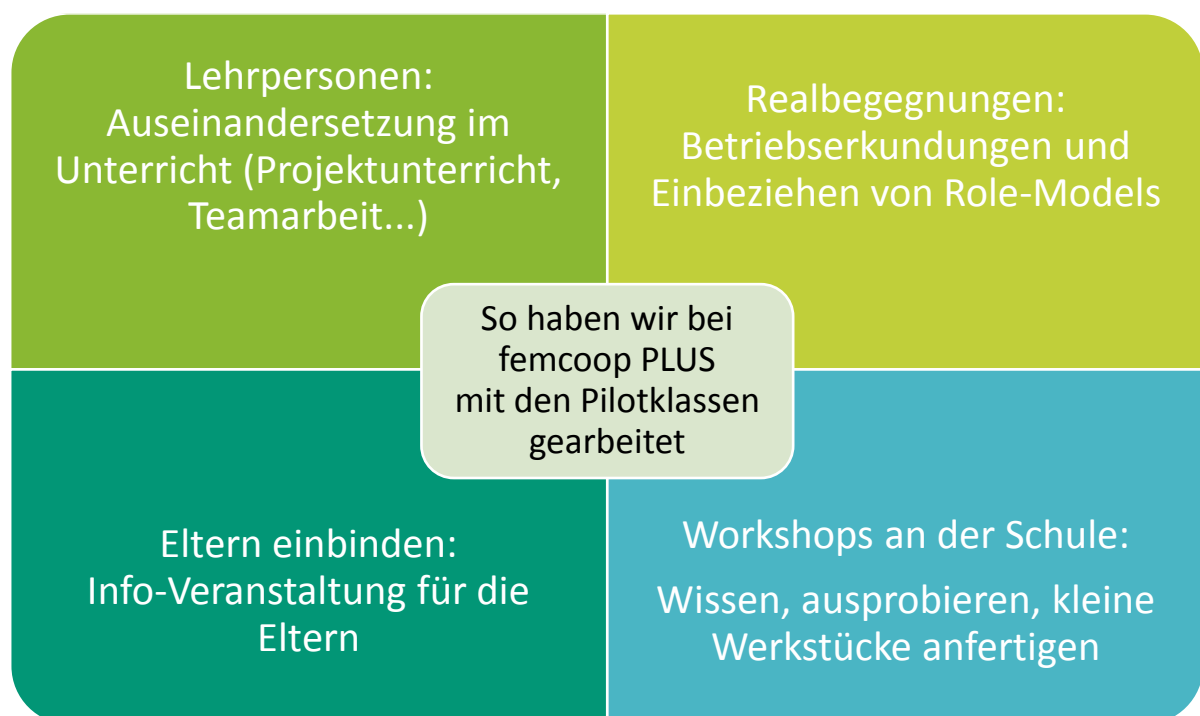 Lehrpersonen:
Auseinandersetzung im
Unterricht (Projektunterricht,
Teamarbeit...)
Realbegegnungen:
Betriebserkundungen und
Einbeziehen von Role-Models
So haben wir bei
femcoop PLUS
mit den Pilotklassen
gearbeitet
Eltern einbinden:
Info-Veranstaltung für die
Eltern
Workshops an der Schule:
Wissen, ausprobieren, kleine
Werkstücke anfertigen